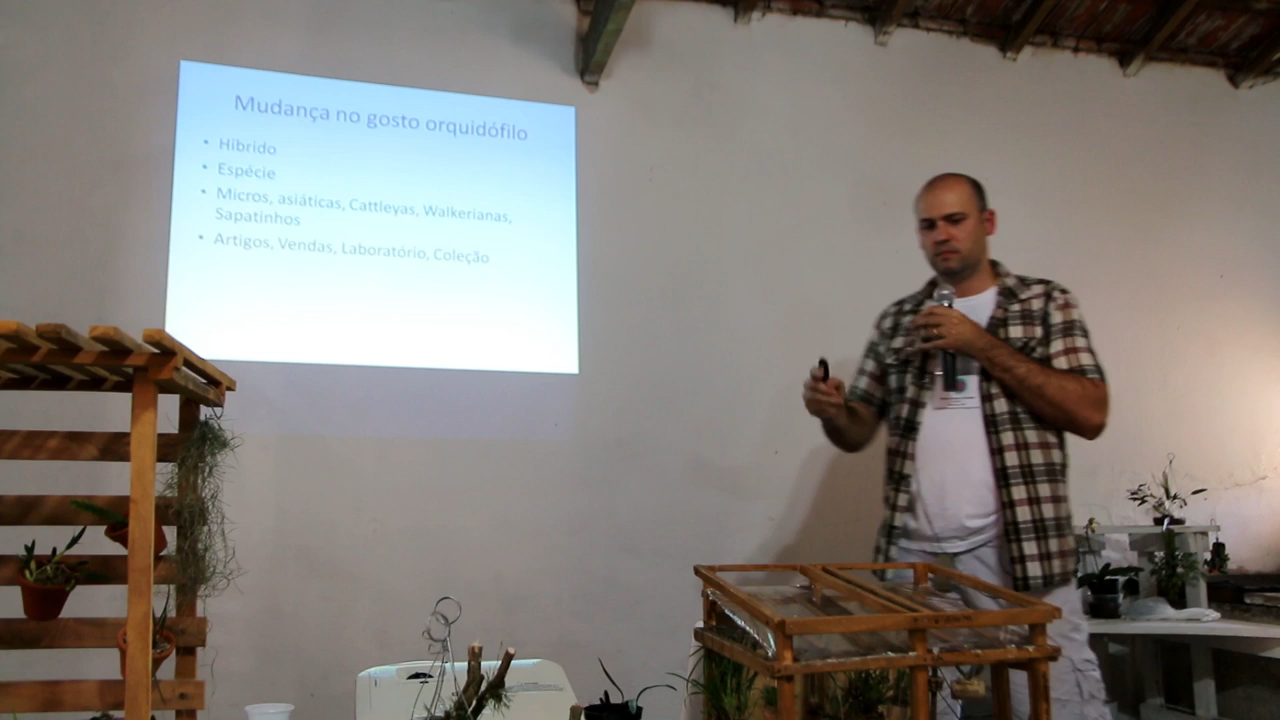 Mudança no gosto orquidófilo
• Híbrido
• Espécie
• Micros, asiáticas, Cattleyas, Walkerianas,
Sapatinhos
• Artigos, Vendas, Laboratório, Coleção